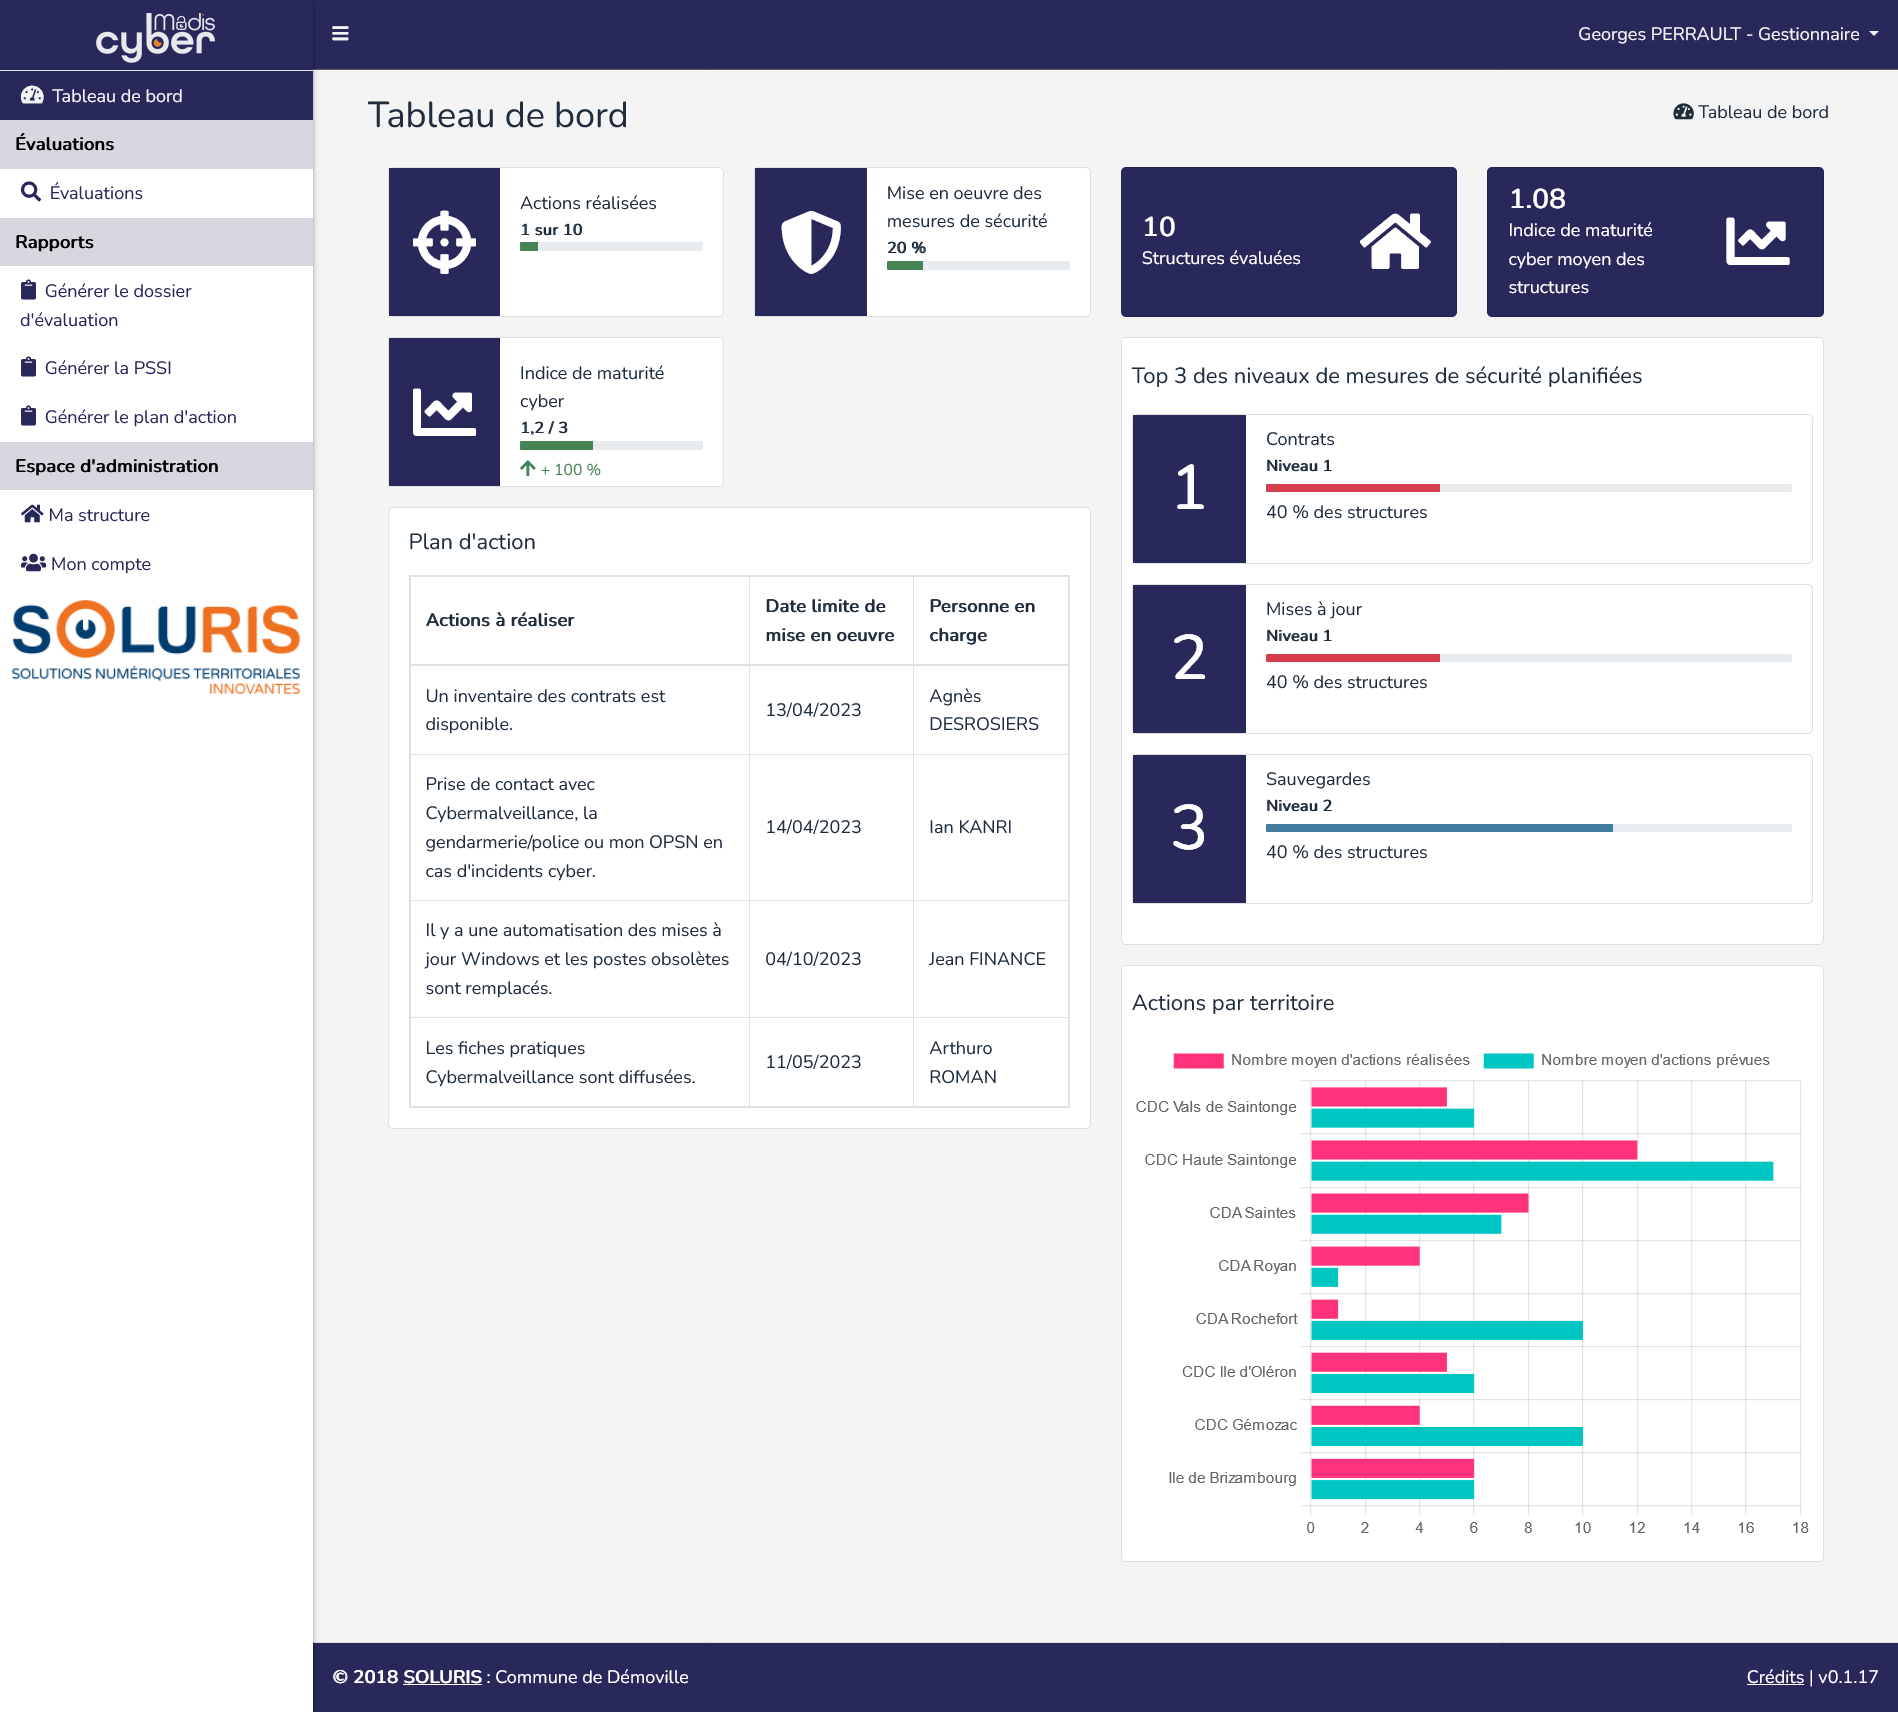 Madis
cyber
Georges PERRAULT - Gestionnaire
Tableau de bord
Évaluations
Évaluations
Rapports
Générer le dossier
d'évaluation
Générer la PSSI
Générer le plan d'action
Espace d'administration
Ma structure
Mon compte
SOLURIS
SOLUTIONS NUMÉRIQUES TERRITORIALES
INNOVANTES
Tableau de bord
Tableau de bord
Actions réalisées
1 sur 10
Mise en oeuvre des
mesures de sécurité
20 %
10
Structures évaluées
1.08
Indice de maturité
cyber moyen des
structures
Indice de maturité
cyber
1,2 / 3
+ 100 %
Plan d'action
Actions à réaliser
Date limite de
mise en oeuvre
Personne en
charge
Un inventaire des contrats est
disponible.
13/04/2023
Agnès
DESROSIERS
Prise de contact avec
Cybermalveillance, la
gendarmerie/police ou mon OPSN en
cas d'incidents cyber.
14/04/2023
Ian KANRI
Il y a une automatisation des mises à
jour Windows et les postes obsolètes
sont remplacés.
04/10/2023
Jean FINANCE
Les fiches pratiques
Cybermalveillance sont diffusées.
11/05/2023
Arthuro
ROMAN
Top 3 des niveaux de mesures de sécurité planifiées
1
Contrats
Niveau 1
40 % des structures
2
Mises à jour
Niveau 1
40 % des structures
3
Sauvegardes
Niveau 2
40 % des structures
Actions par territoire
Nombre moyen d'actions réalisées
Nombre moyen d'actions prévues
CDC Vals de Saintonge
CDC Haute Saintonge
CDA Saintes
CDA Royan
CDA Rochefort
CDC Ile d'Oléron
CDC Gémozac
Ile de Brizambourg
0 2 4 6 8 10 12 14 16 18
© 2018 SOLURIS : Commune de Démoville
Crédits | v0.1.17